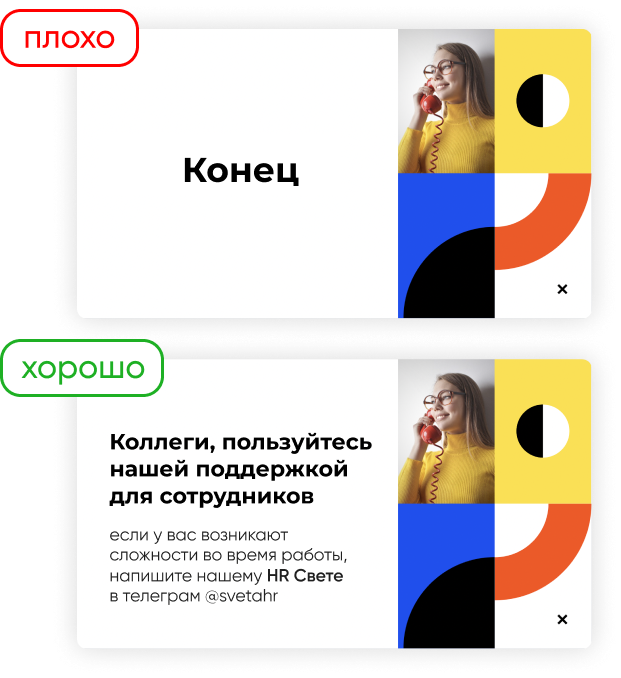 плохо
Конец
хорошо
Коллеги, пользуйтесь
нашей поддержкой
для сотрудников
если у вас возникают
сложности во время работы,
напишите нашему HR Свете
в телеграм @svetahr